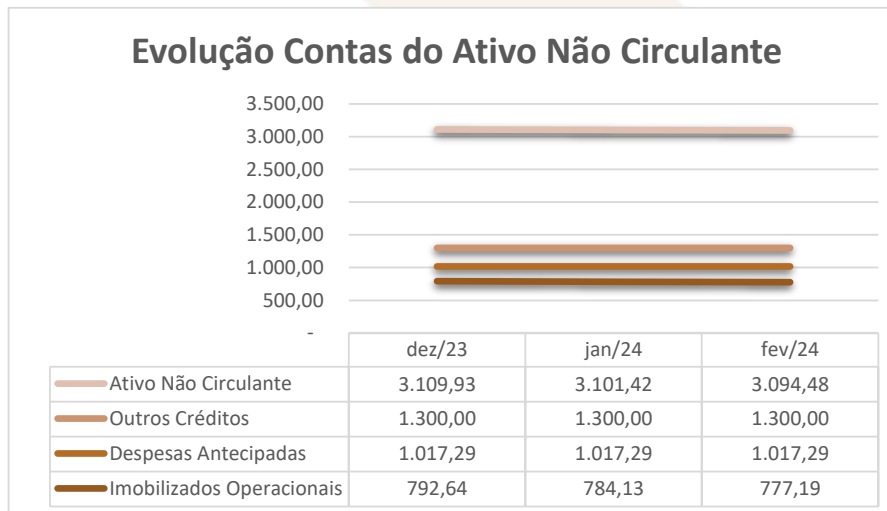 Evolução Contas do Ativo Não Circulante
3.500,00
3.000,00
2.500,00
2.000,00
1.500,00
1.000,00
500,00
-
dez/23 jan/24 fev/24
Ativo Não Circulante 3.109,93 3.101,42 3.094,48
Outros Créditos 1.300,00 1.300,00 1.300,00
Despesas Antecipadas 1.017,29 1.017,29 1.017,29
Imobilizados Operacionais 792,64 784,13 777,19